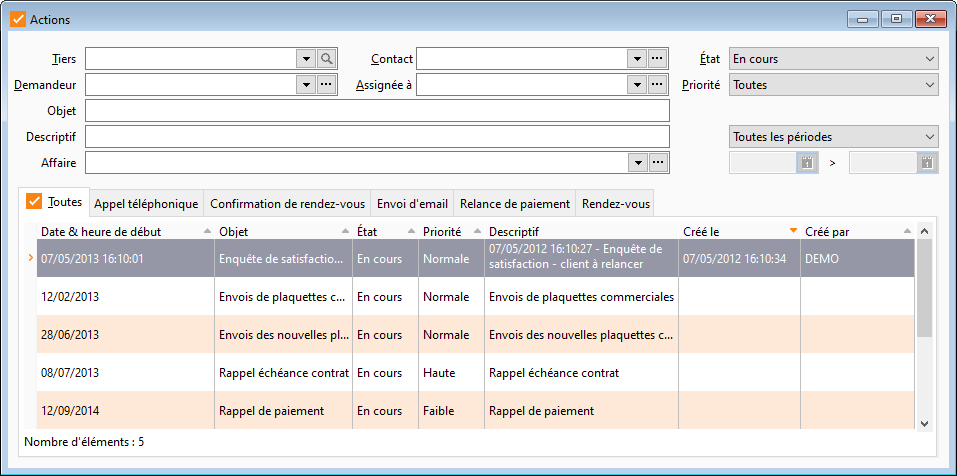 Actions
Tiers Contact État En cours
Demandeur Assignée à Priorité Toutes
Objet
Descriptif Toutes les périodes
Affaire >
Toutes Appel téléphonique Confirmation de rendez-vous Envoi d'email Relance de paiement Rendez-vous
Date & heure de début Objet État Priorité Descriptif Créé le Créé par
07/05/2013 16:10:01 Enquête de satisfactio... En cours Normale 07/05/2012 16:10:27 - Enquête de satisfaction - client à relancer 07/05/2012 16:10:34 DEMO
12/02/2013 Envois de plaquettes c... En cours Normale Envois de plaquettes commerciales
28/06/2013 Envois des nouvelles pl... En cours Normale Envois des nouvelles plaquettes c...
08/07/2013 Rappel échéance contrat En cours Haute Rappel échéance contrat
12/09/2014 Rappel de paiement En cours Faible Rappel de paiement
Nombre d'éléments : 5